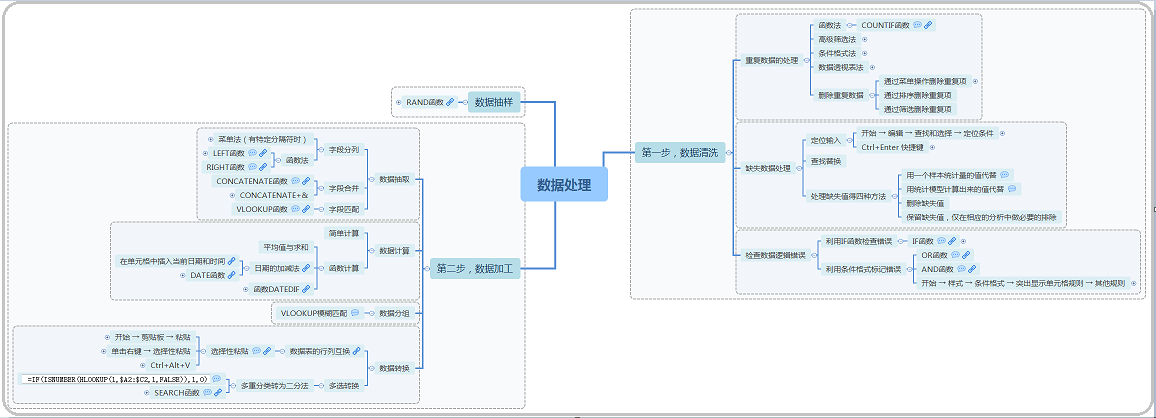 数据处理
第一步，数据清洗
重复数据的处理
函数法
COUNTIF函数
高级筛选法
条件格式法
数据透视表法
删除重复数据
通过菜单操作删除重复项
通过排序删除重复项
通过筛选删除重复项
缺失数据处理
定位输入
开始 → 编辑 → 查找和选择 → 定位条件
Ctrl+Enter 快捷键
查找替换
处理缺失值得四种方法
用一个样本统计量的值代替
用统计模型计算出来的值代替
删除缺失值
保留缺失值，仅在相应的分析中做必要的排除
检查数据逻辑错误
利用IF函数检查错误
IF函数
利用条件格式标记错误
OR函数
AND函数
开始 → 样式 → 条件格式 → 突出显示单元格规则 → 其他规则
第二步，数据加工
数据抽取
字段分列
菜单法（有特定分隔符时）
函数法
LEFT函数
RIGHT函数
字段合并
CONCATENATE函数
CONCATENATE+&
字段匹配
VLOOKUP函数
数据计算
简单计算
函数计算
平均值与求和
日期的加减法
在单元格中插入当前日期和时间
DATE函数
函数DATEDIF
数据分组
VLOOKUP模糊匹配
数据转换
数据表的行列互换
选择性粘贴
开始 → 剪贴板 → 粘贴
单击右键 → 选择性粘贴
Ctrl+Alt+V
多选转换
多重分类转为二分法
=IF(ISNUMBER(HLOOKUP(1,$A2:$C2,1,FALSE)),1,0)
SEARCH函数
数据抽样
RAND函数